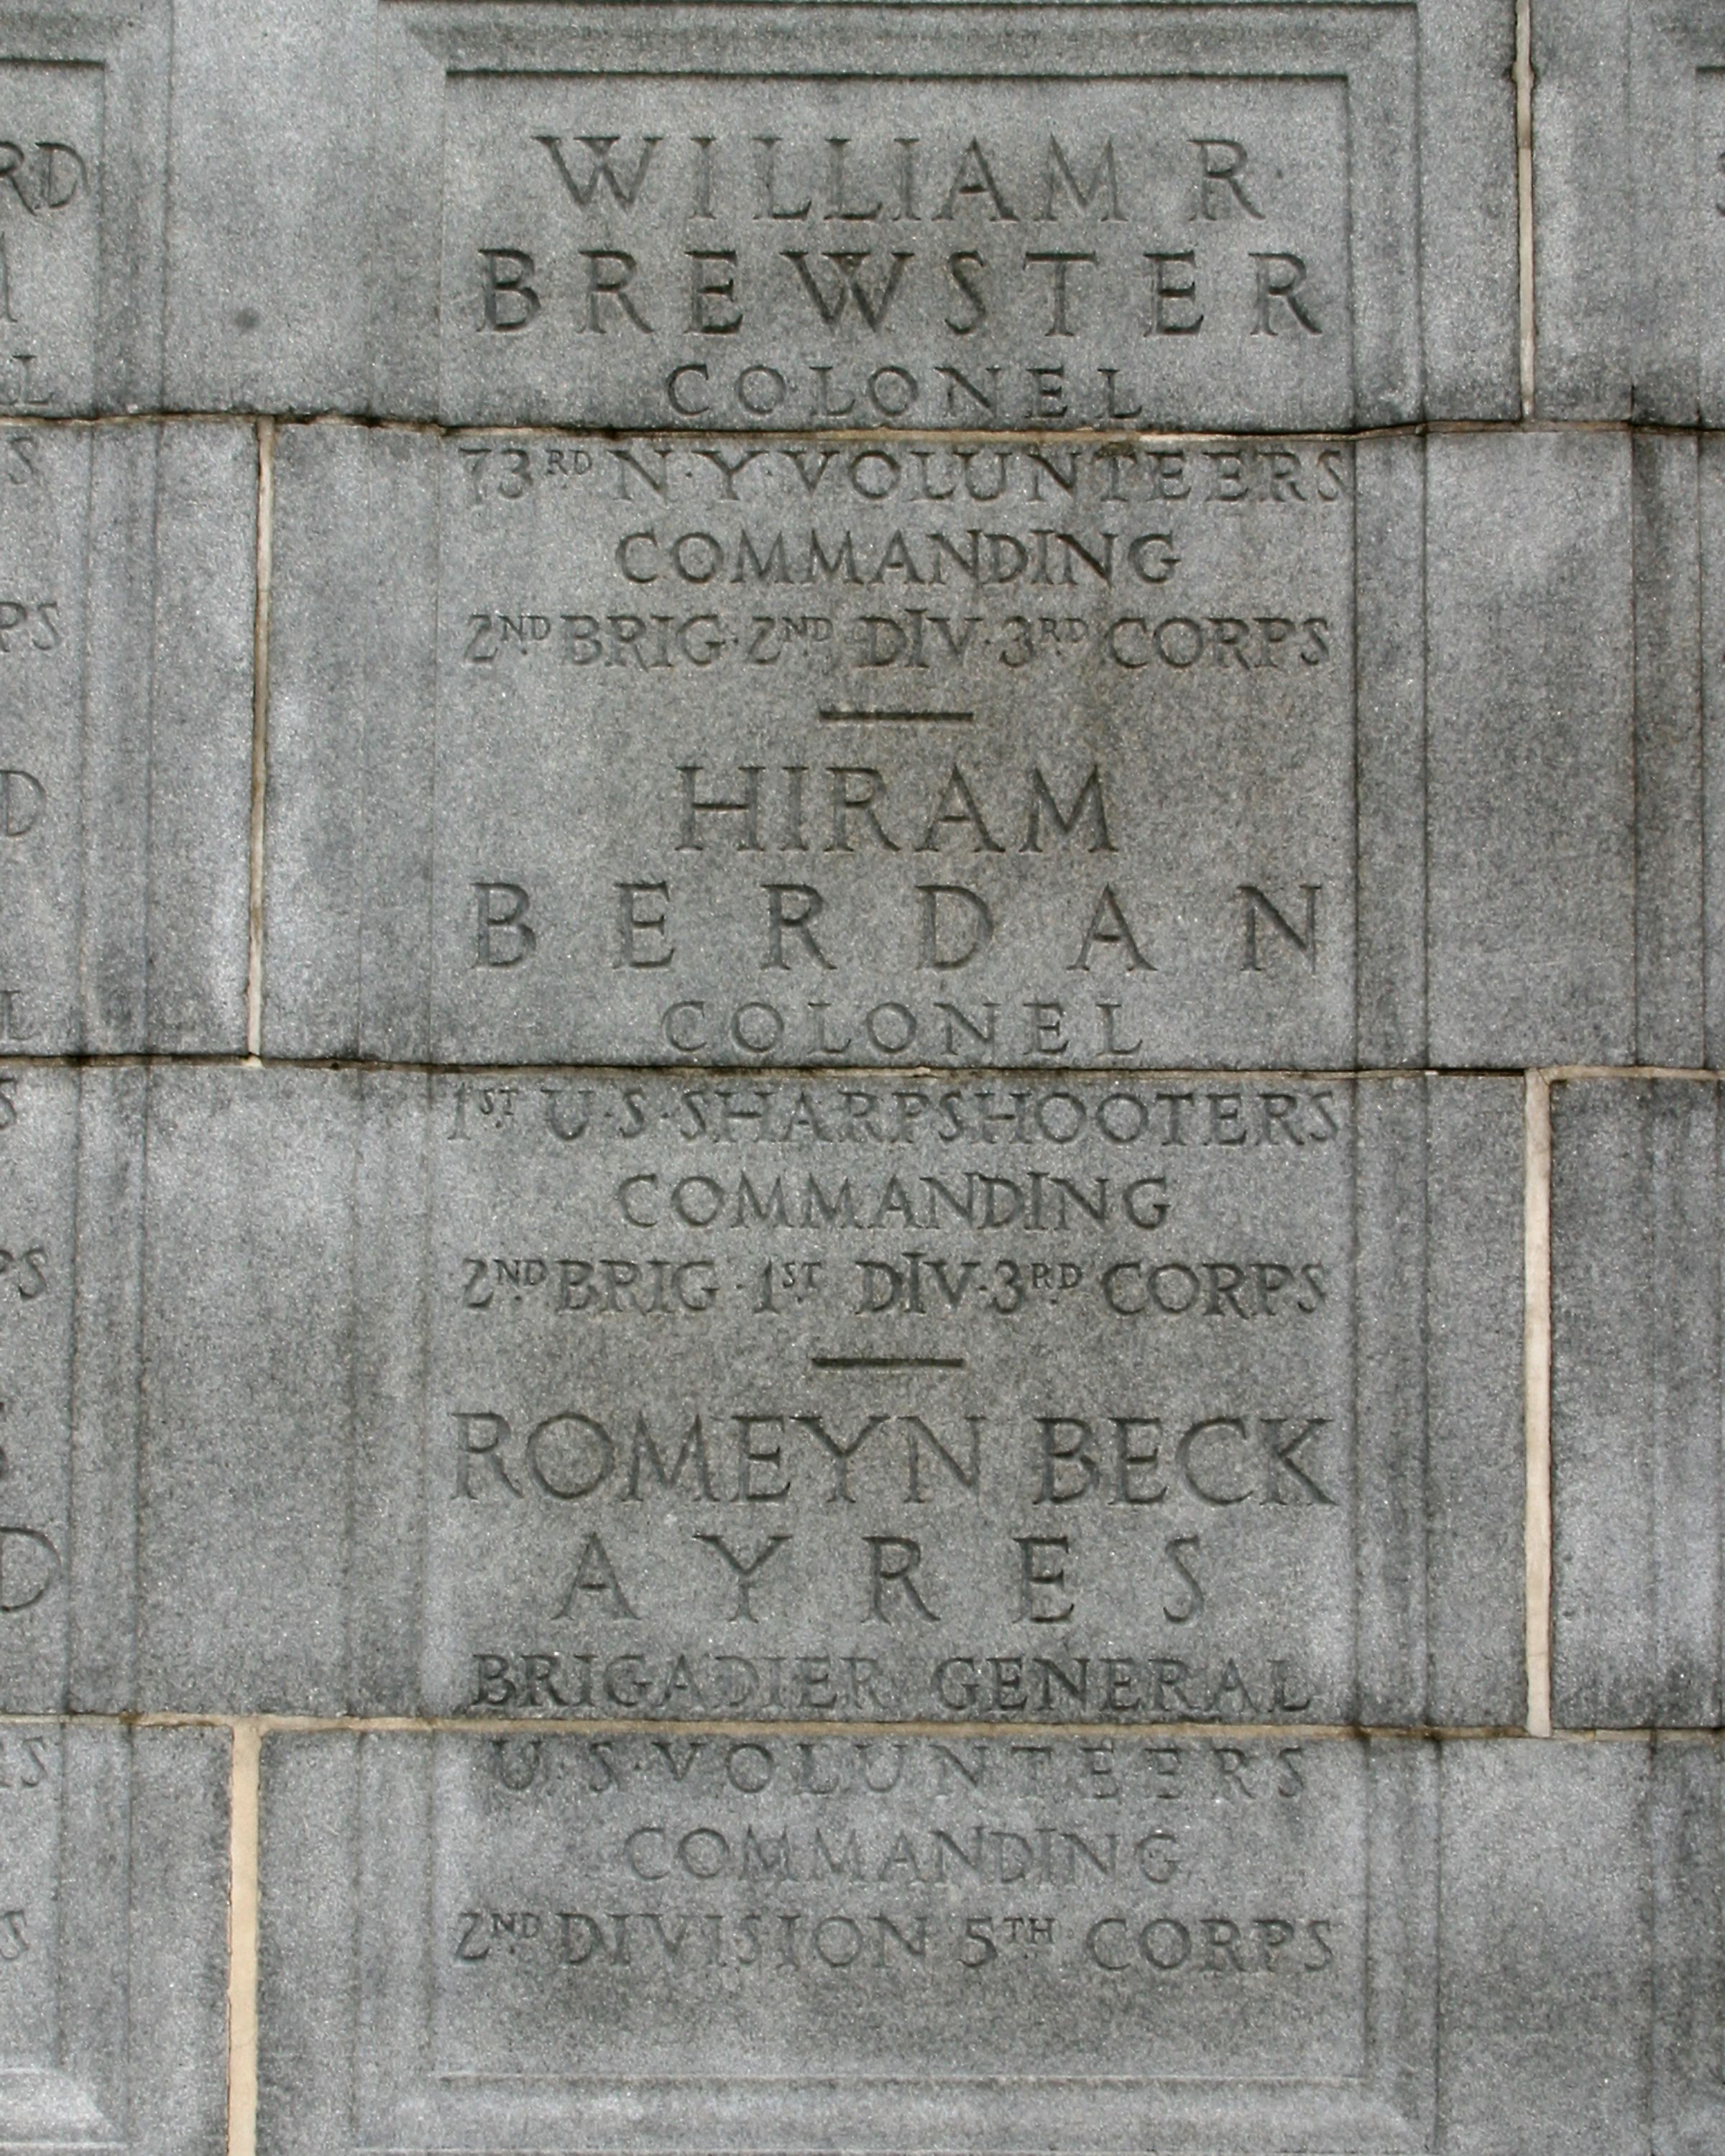 WILLIAM R
BREWSTER
COLONEL
73RD N·Y·VOLUNTEERS
COMMANDING
2ND BRIG·2ND DIV·3RD CORPS
HIRAM
BERDAN
COLONEL
1ST U·S·SHARPSHOOTERS
COMMANDING
2ND BRIG·1ST DIV·3RD CORPS
ROMEYN BECK
AYRES
BRIGADIER GENERAL
U·S·VOLUNTEERS
COMMANDING
2ND DIVISION 5TH CORPS